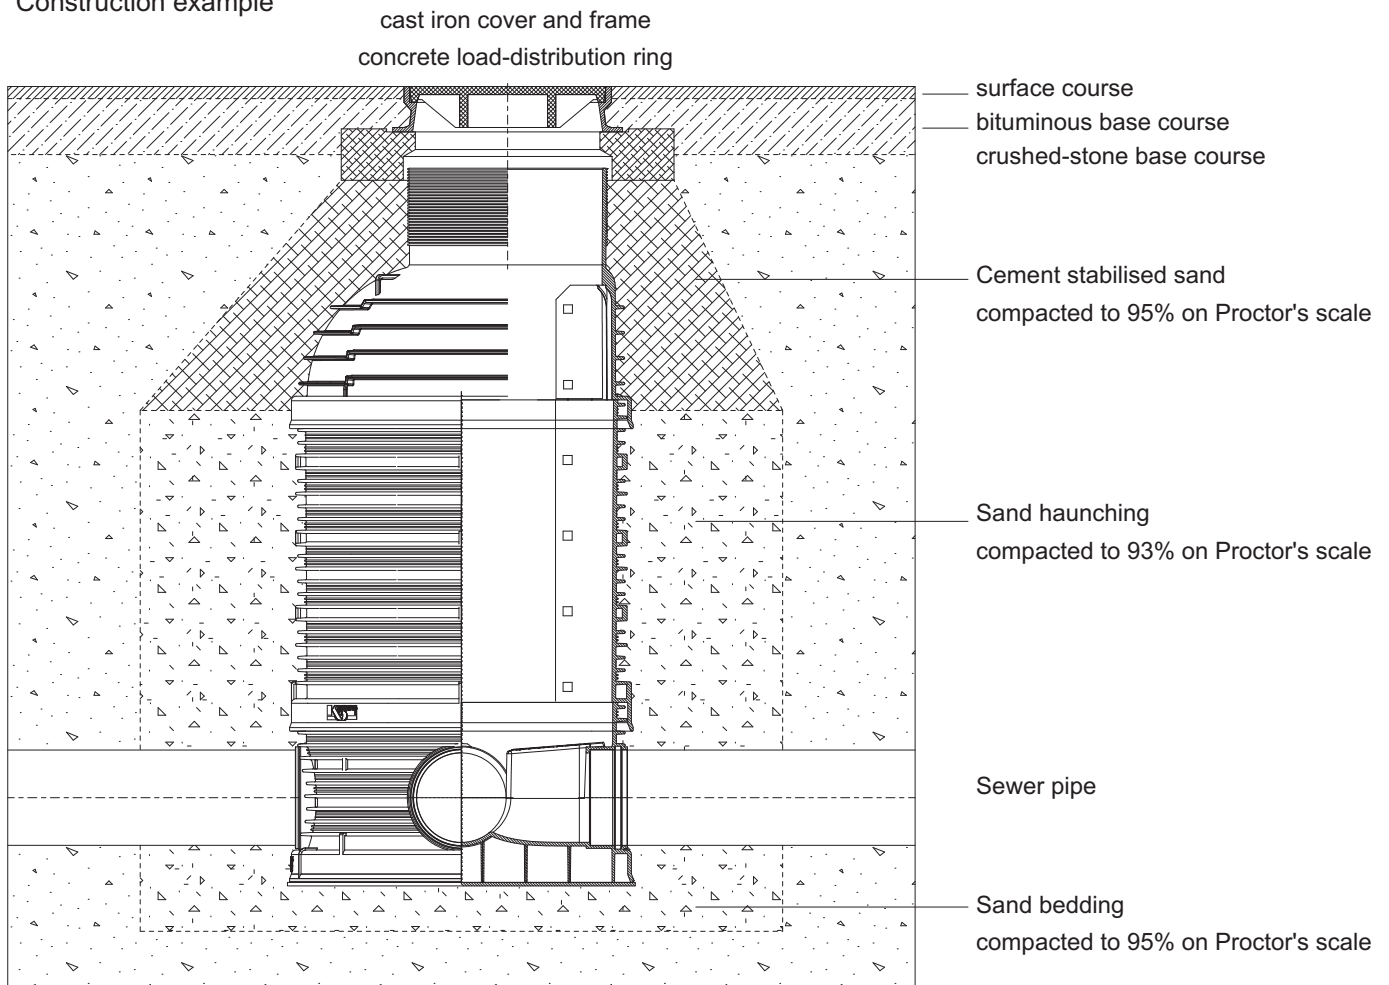 Construction example
cast iron cover and frame
concrete load-distribution ring
surface course
bituminous base course
crushed-stone base course
Cement stabilised sand
compacted to 95% on Proctor's scale
Sand haunching
compacted to 93% on Proctor's scale
Sewer pipe
Sand bedding
compacted to 95% on Proctor's scale